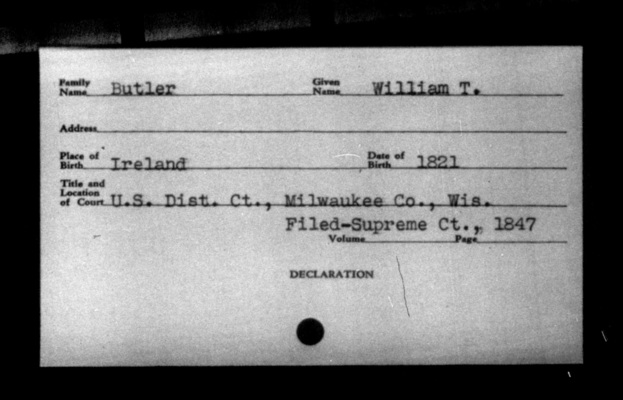 Family Name Butler Given Name William T.
Address
Place of Birth Ireland Date of Birth 1821
Title and Location of Court U.S. Dist. Ct., Milwaukee Co., Wis.
Filed-Supreme Ct., 1847
Volume Page
DECLARATION